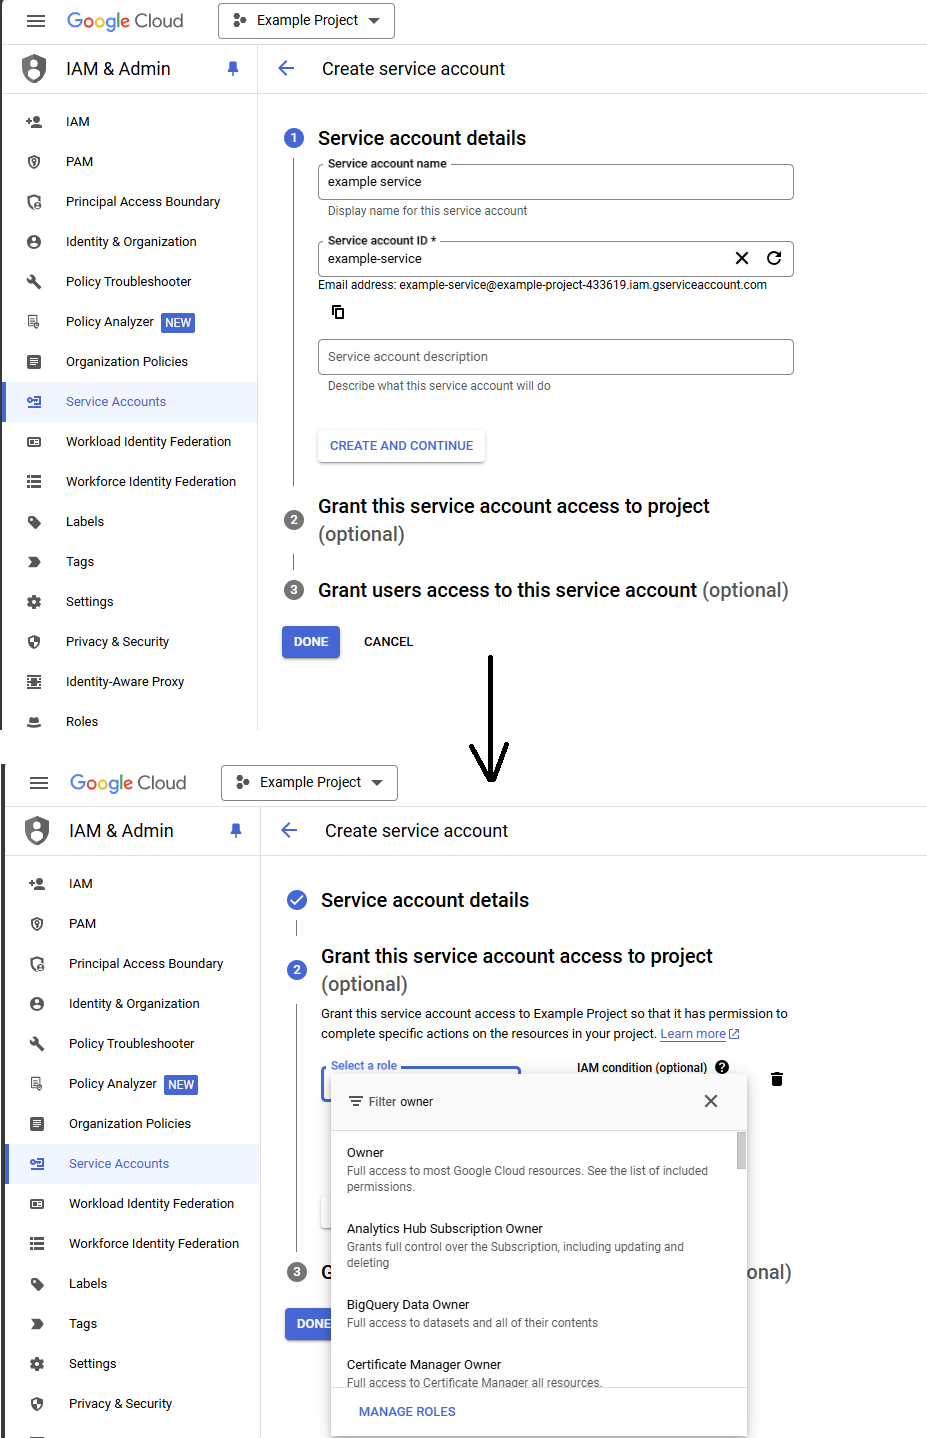 Google Cloud
Example Project
IAM & Admin
Create service account
IAM
PAM
Principal Access Boundary
Identity & Organization
Policy Troubleshooter
Policy Analyzer NEW
Organization Policies
Service Accounts
Workload Identity Federation
Workforce Identity Federation
Labels
Tags
Settings
Privacy & Security
Identity-Aware Proxy
Roles
1 Service account details
Service account name
example service
Display name for this service account
Service account ID *
example-service
Email address: example-service@example-project-433619.iam.gserviceaccount.com
Service account description
Describe what this service account will do
CREATE AND CONTINUE
2 Grant this service account access to project
(optional)
3 Grant users access to this service account (optional)
DONE CANCEL
Google Cloud
Example Project
IAM & Admin
Create service account
IAM
PAM
Principal Access Boundary
Identity & Organization
Policy Troubleshooter
Policy Analyzer NEW
Organization Policies
Service Accounts
Workload Identity Federation
Workforce Identity Federation
Labels
Tags
Settings
Privacy & Security
Service account details
2 Grant this service account access to project
(optional)
Grant this service account access to Example Project so that it has permission to
complete specific actions on the resources in your project. Learn more
Select a role
IAM condition (optional)
Filter owner
Owner
Full access to most Google Cloud resources. See the list of included
permissions.
Analytics Hub Subscription Owner
Grants full control over the Subscription, including updating and
deleting
BigQuery Data Owner
Full access to datasets and all of their contents
Certificate Manager Owner
Full access to Certificate Manager all resources.
MANAGE ROLES
3 G onal)
DONE